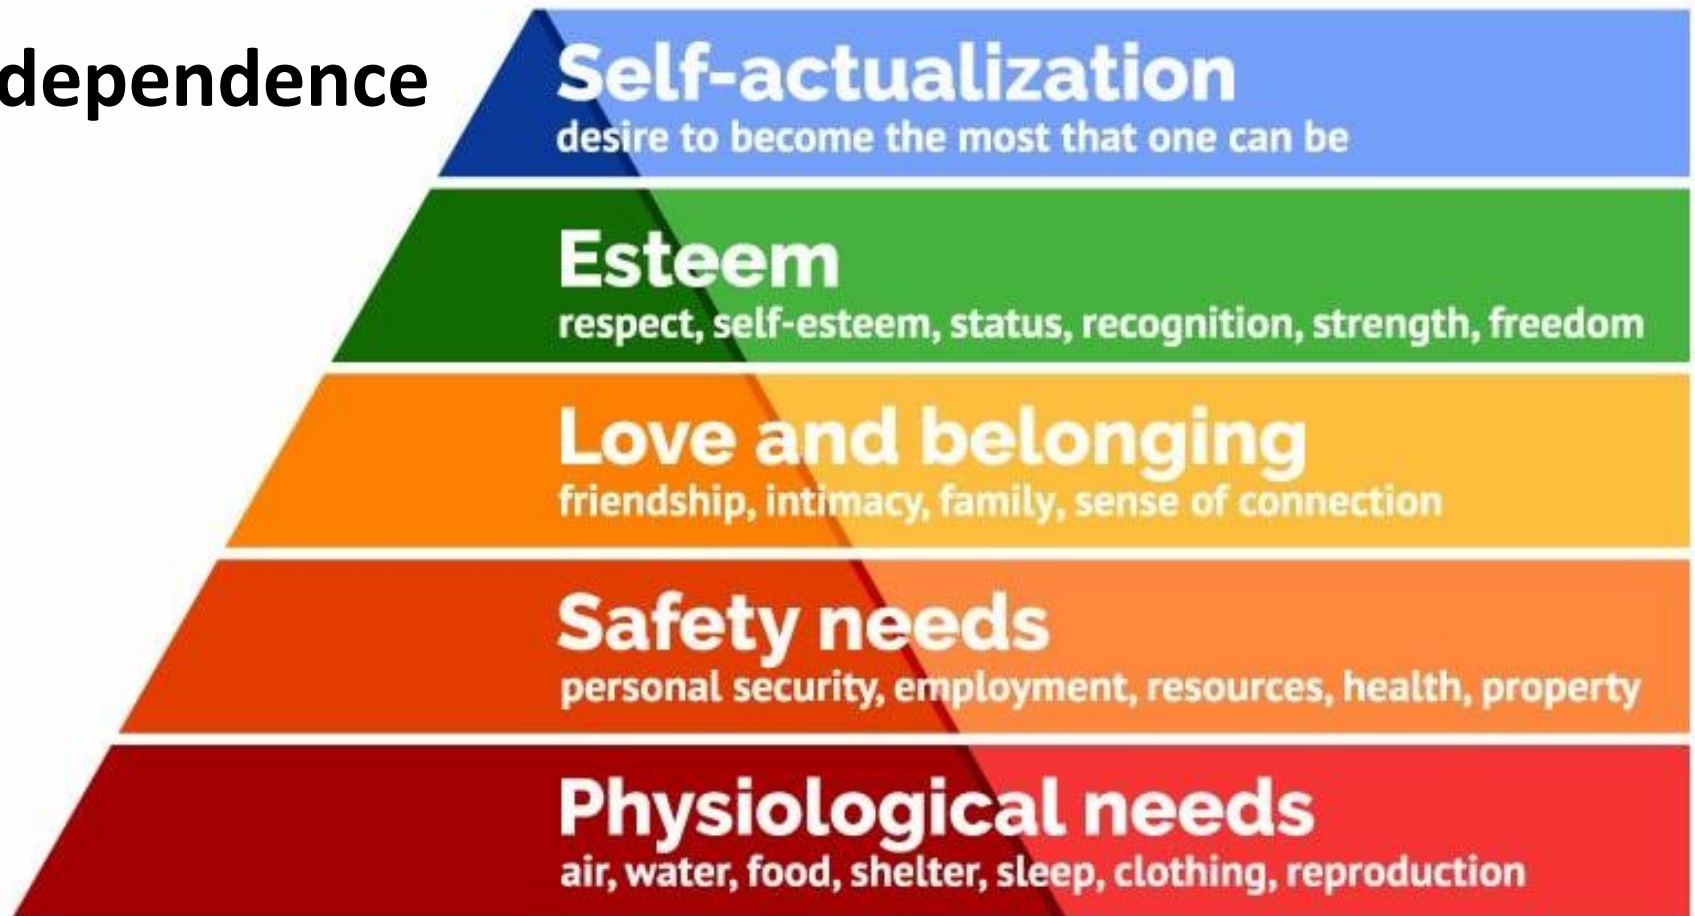 dependence
Self-actualization
desire to become the most that one can be
Esteem
respect, self-esteem, status, recognition, strength, freedom
Love and belonging
friendship, intimacy, family, sense of connection
Safety needs
personal security, employment, resources, health, property
Physiological needs
air, water, food, shelter, sleep, clothing, reproduction